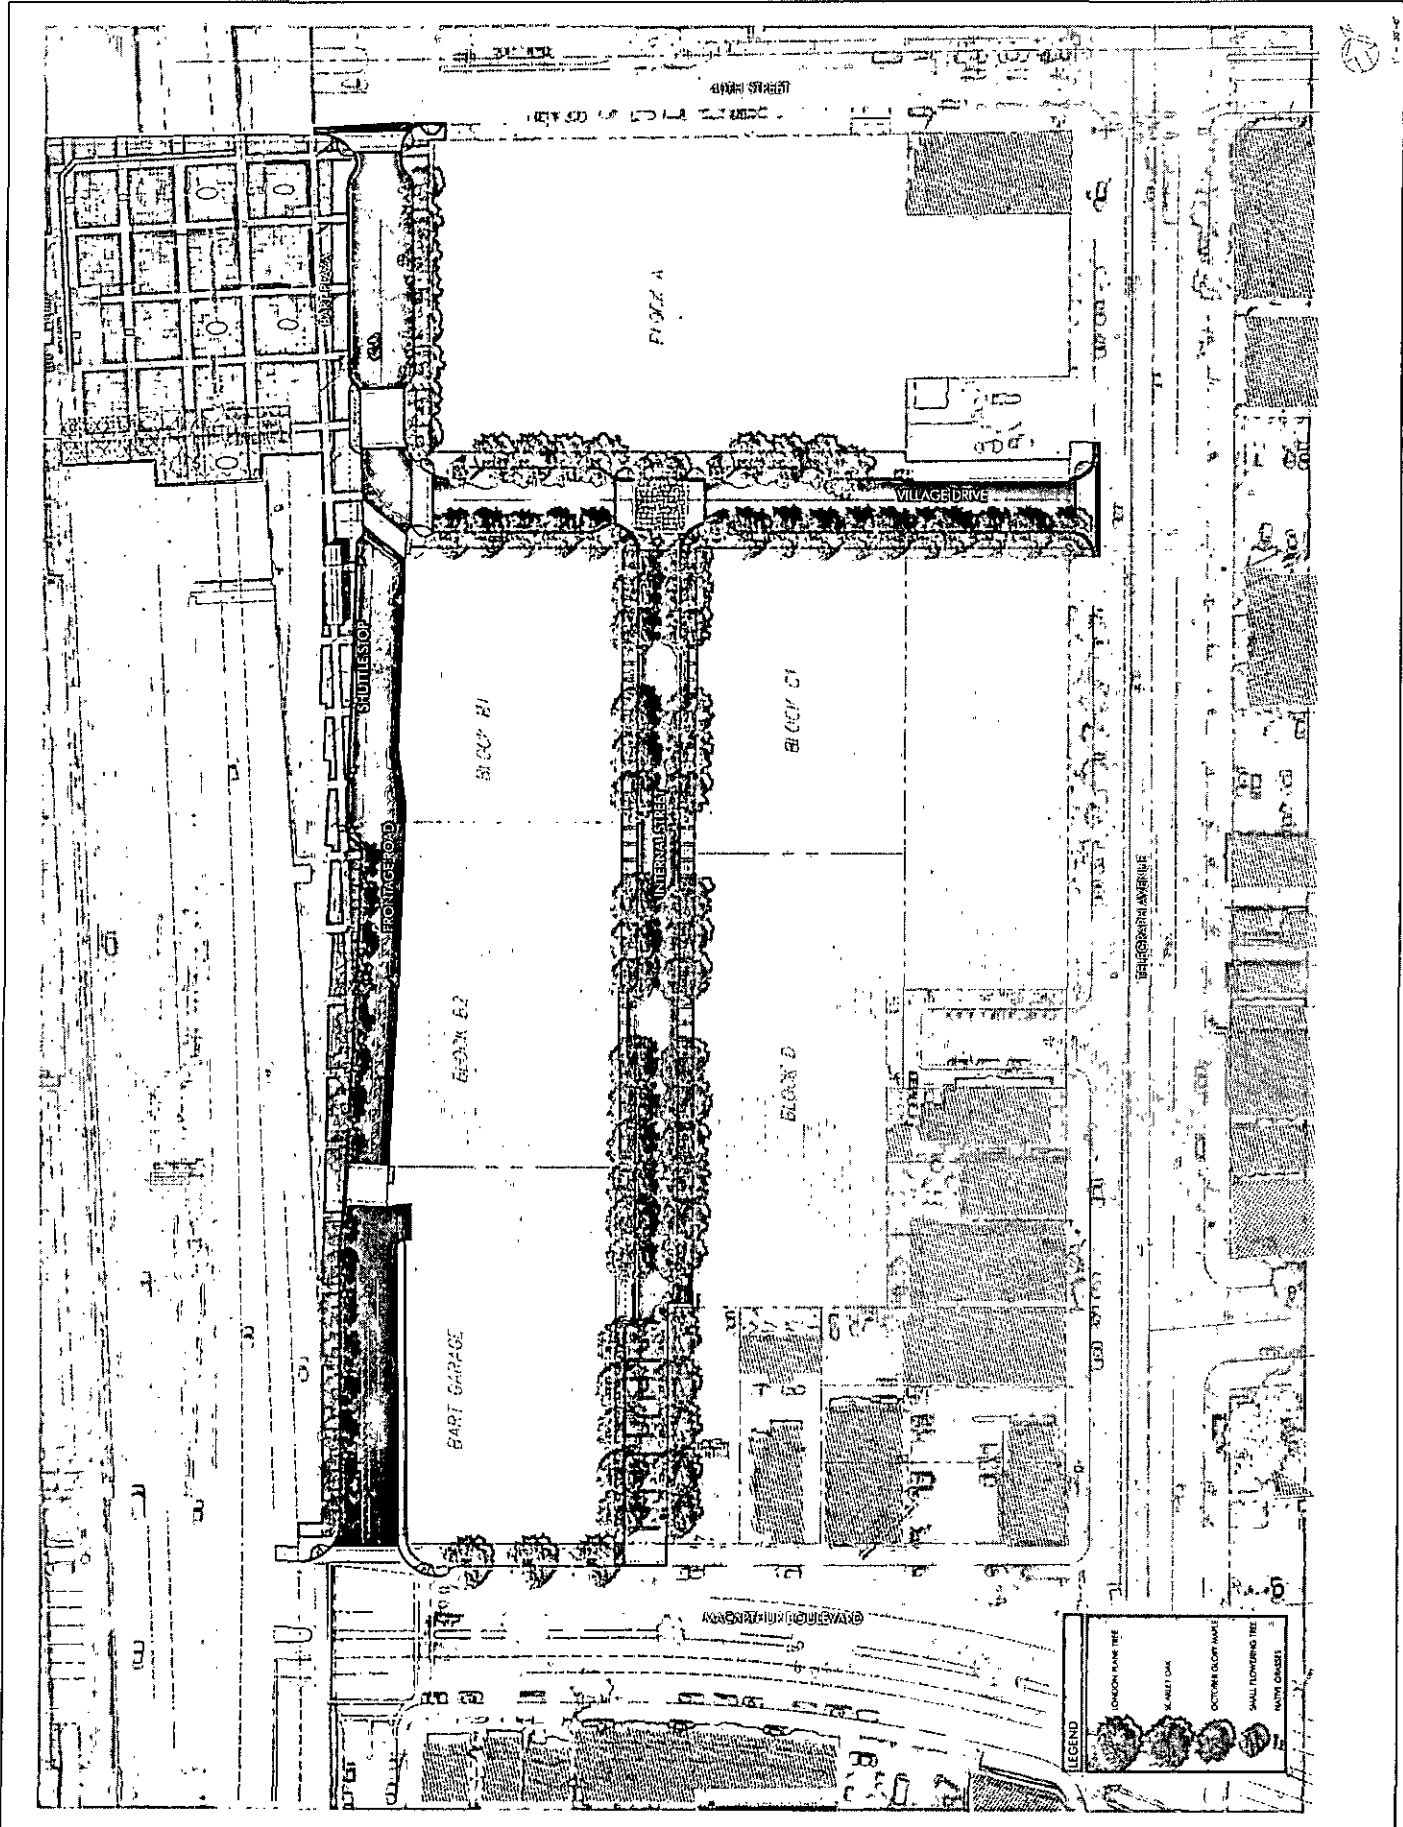 40TH STREET
BLOCK A
BART PLAZA
VILLAGE DRIVE
SHUTTLE STOP
BLOCK B1
BLOCK C1
INTERNAL STREET
FRONTAGE ROAD
TELEGRAPH AVENUE
BLOCK B2
BLOCK D
BART GARAGE
MACARTHUR BOULEVARD
LEGEND
LONDON PLANE TREE
SCARLET OAK
OCTOBER GLORY MAPLE
SMALL FLOWERING TREE
NATIVE GRASSES